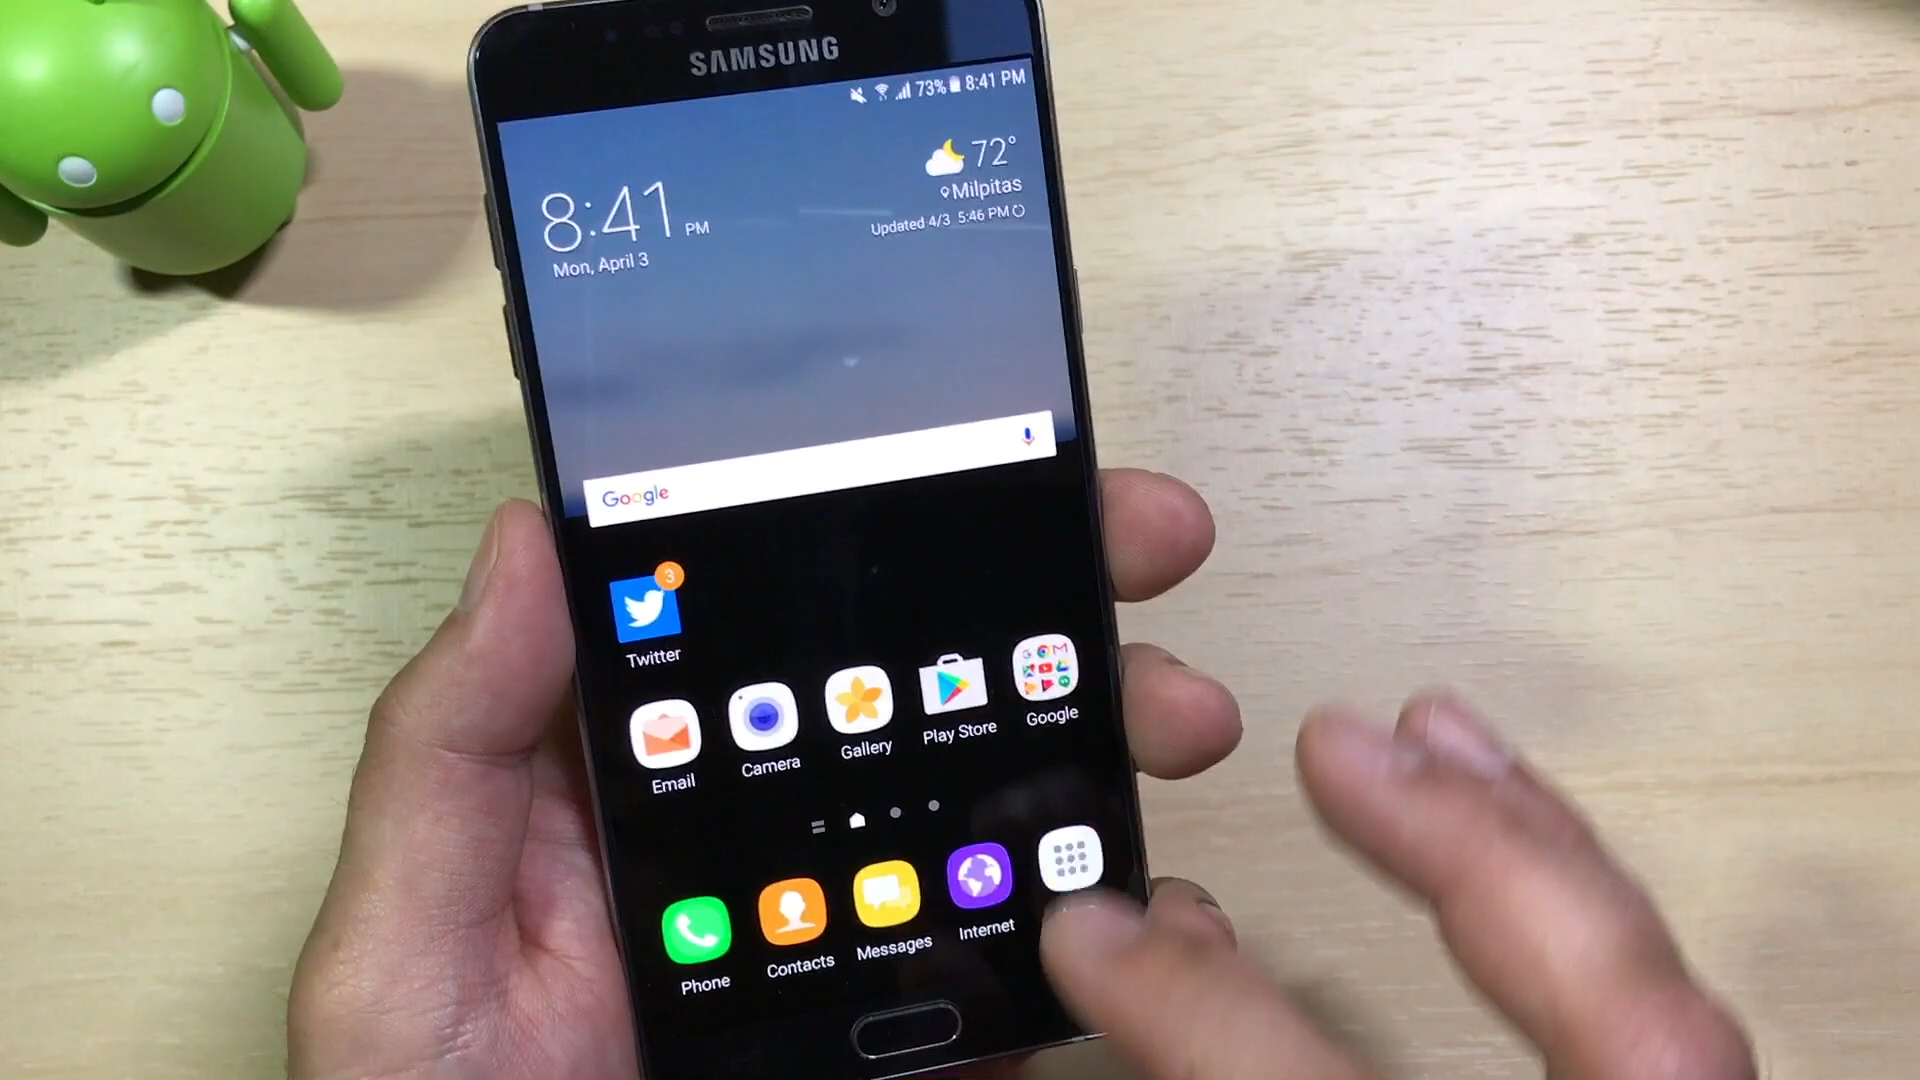 SAMSUNG
73% 8:41 PM
72°
Milpitas
Updated 4/3 5:46 PM
8:41 PM
Mon, April 3
Google
3
Twitter
Email
Camera
Gallery
Play Store
Google
Phone
Contacts
Messages
Internet